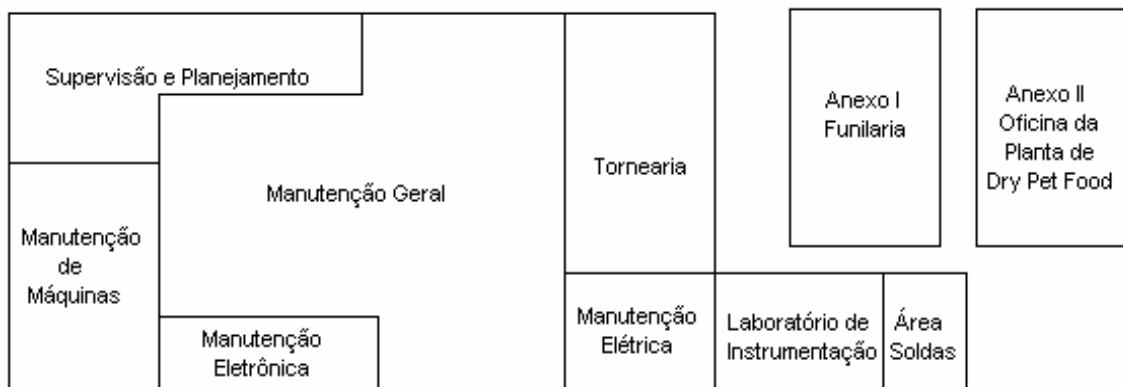 Supervisão e Planejamento
Manutenção Geral
Tornearia
Anexo I
Funilaria
Anexo II
Oficina da
Planta de
Dry Pet Food
Manutenção
de
Máquinas
Manutenção
Eletrônica
Manutenção
Elétrica
Laboratório de
Instrumentação
Área
Soldas